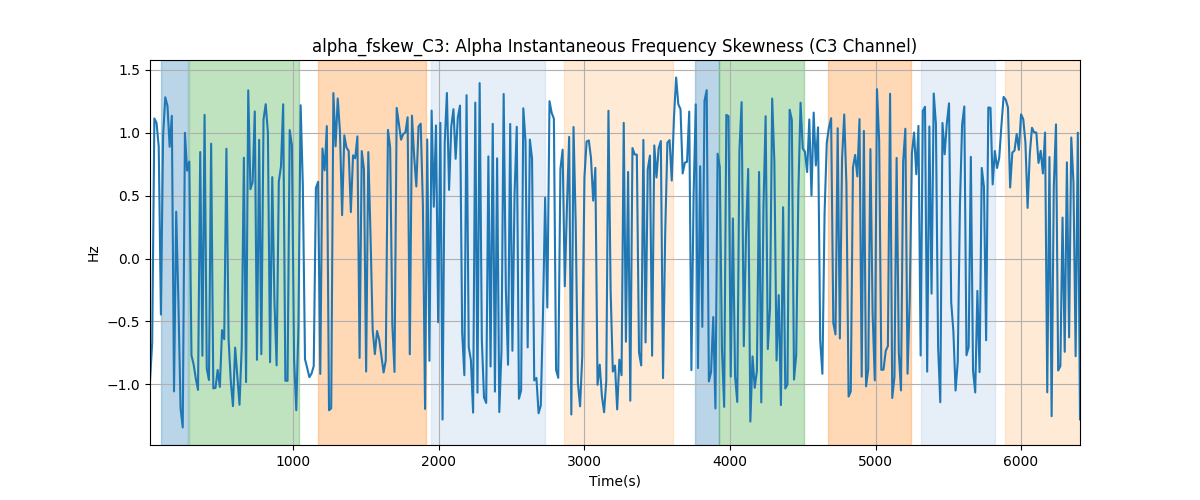 alpha_fskew_C3: Alpha Instantaneous Frequency Skewness (C3 Channel)
1.5
1.0
0.5
0.0
−0.5
−1.0
Hz
1000 2000 3000 4000 5000 6000
Time(s)